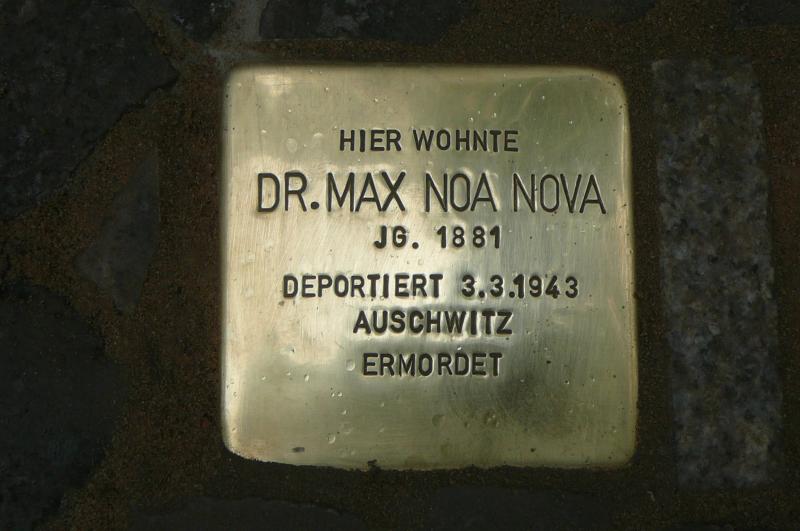 HIER WOHNTE
DR. MAX NOA NOVA
JG. 1881
DEPORTIERT 3.3.1943
AUSCHWITZ
ERMORDET